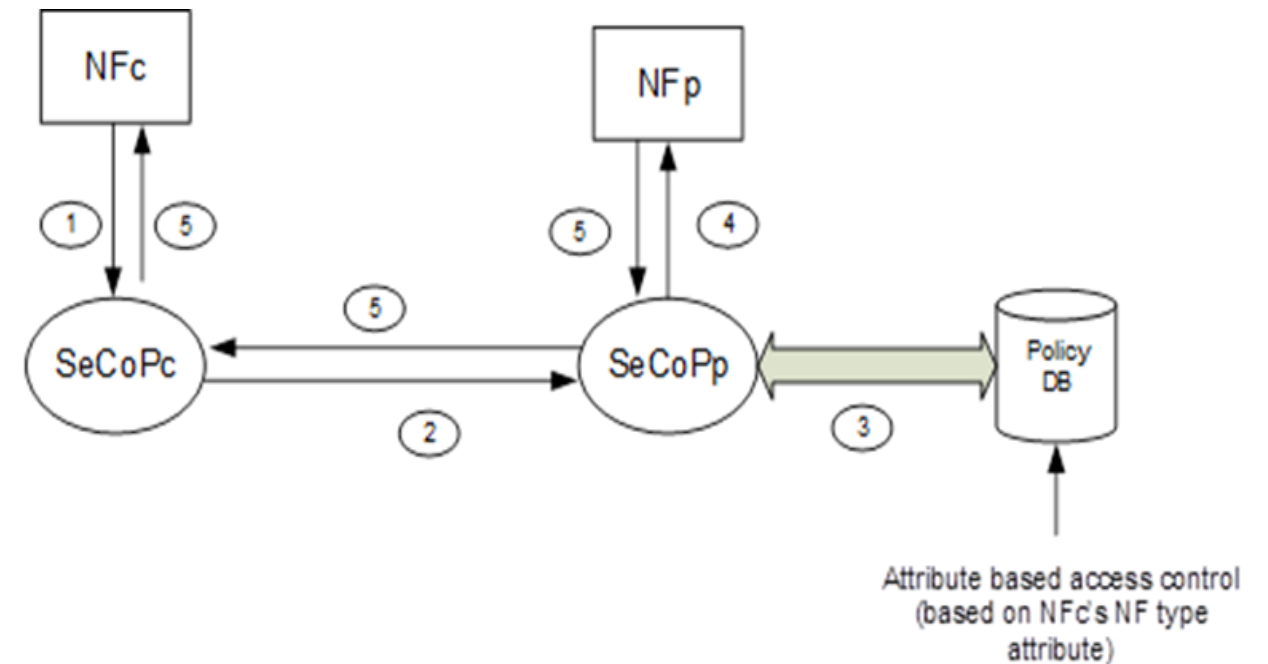 NFc
NFp
1
5
5
4
5
SeCoPc
SeCoPp
Policy
DB
2
3
Attribute based access control
(based on NFc's NF type
attribute)